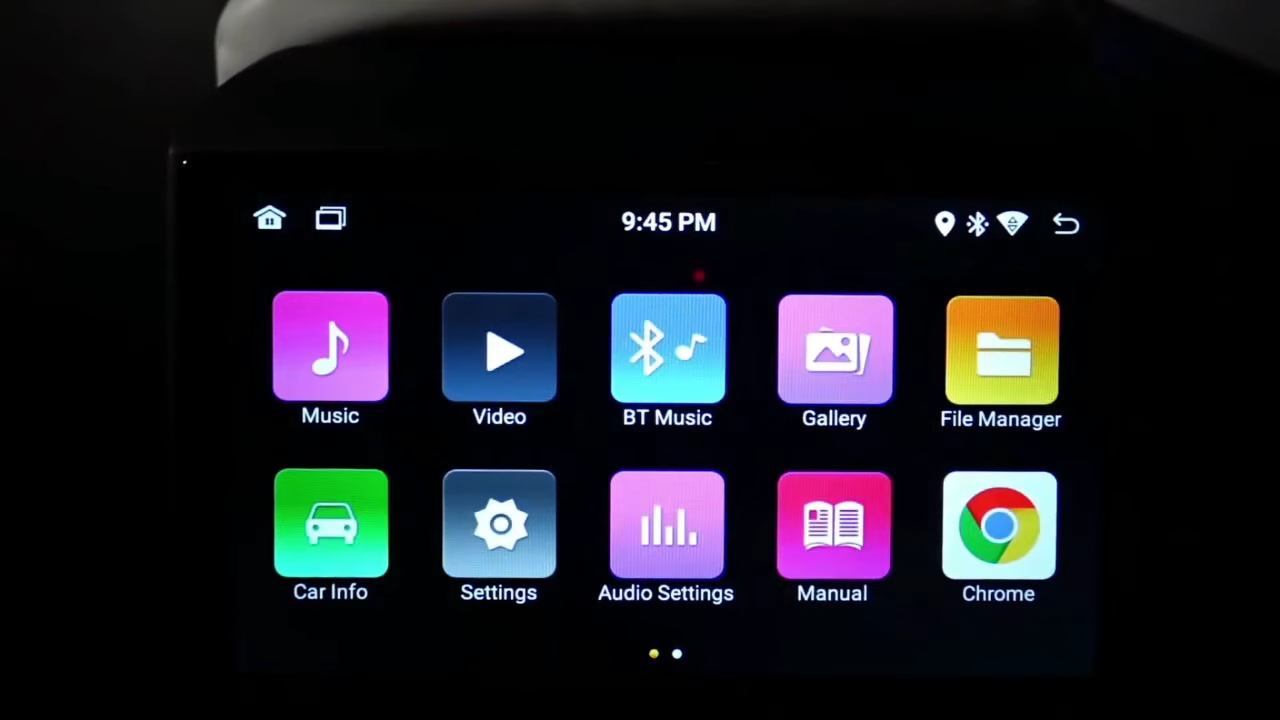 9:45 PM
Music
Video
BT Music
Gallery
File Manager
Car Info
Settings
Audio Settings
Manual
Chrome